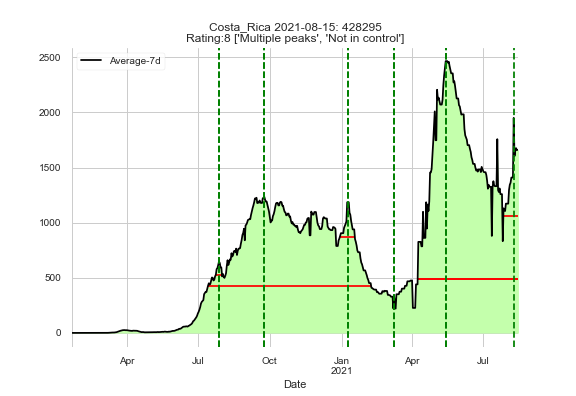 Costa_Rica 2021-08-15: 428295
Rating:8 ['Multiple peaks', 'Not in control']
Average-7d
2500
2000
1500
1000
500
0
Apr
Jul
Oct
Jan
2021
Apr
Jul
Date